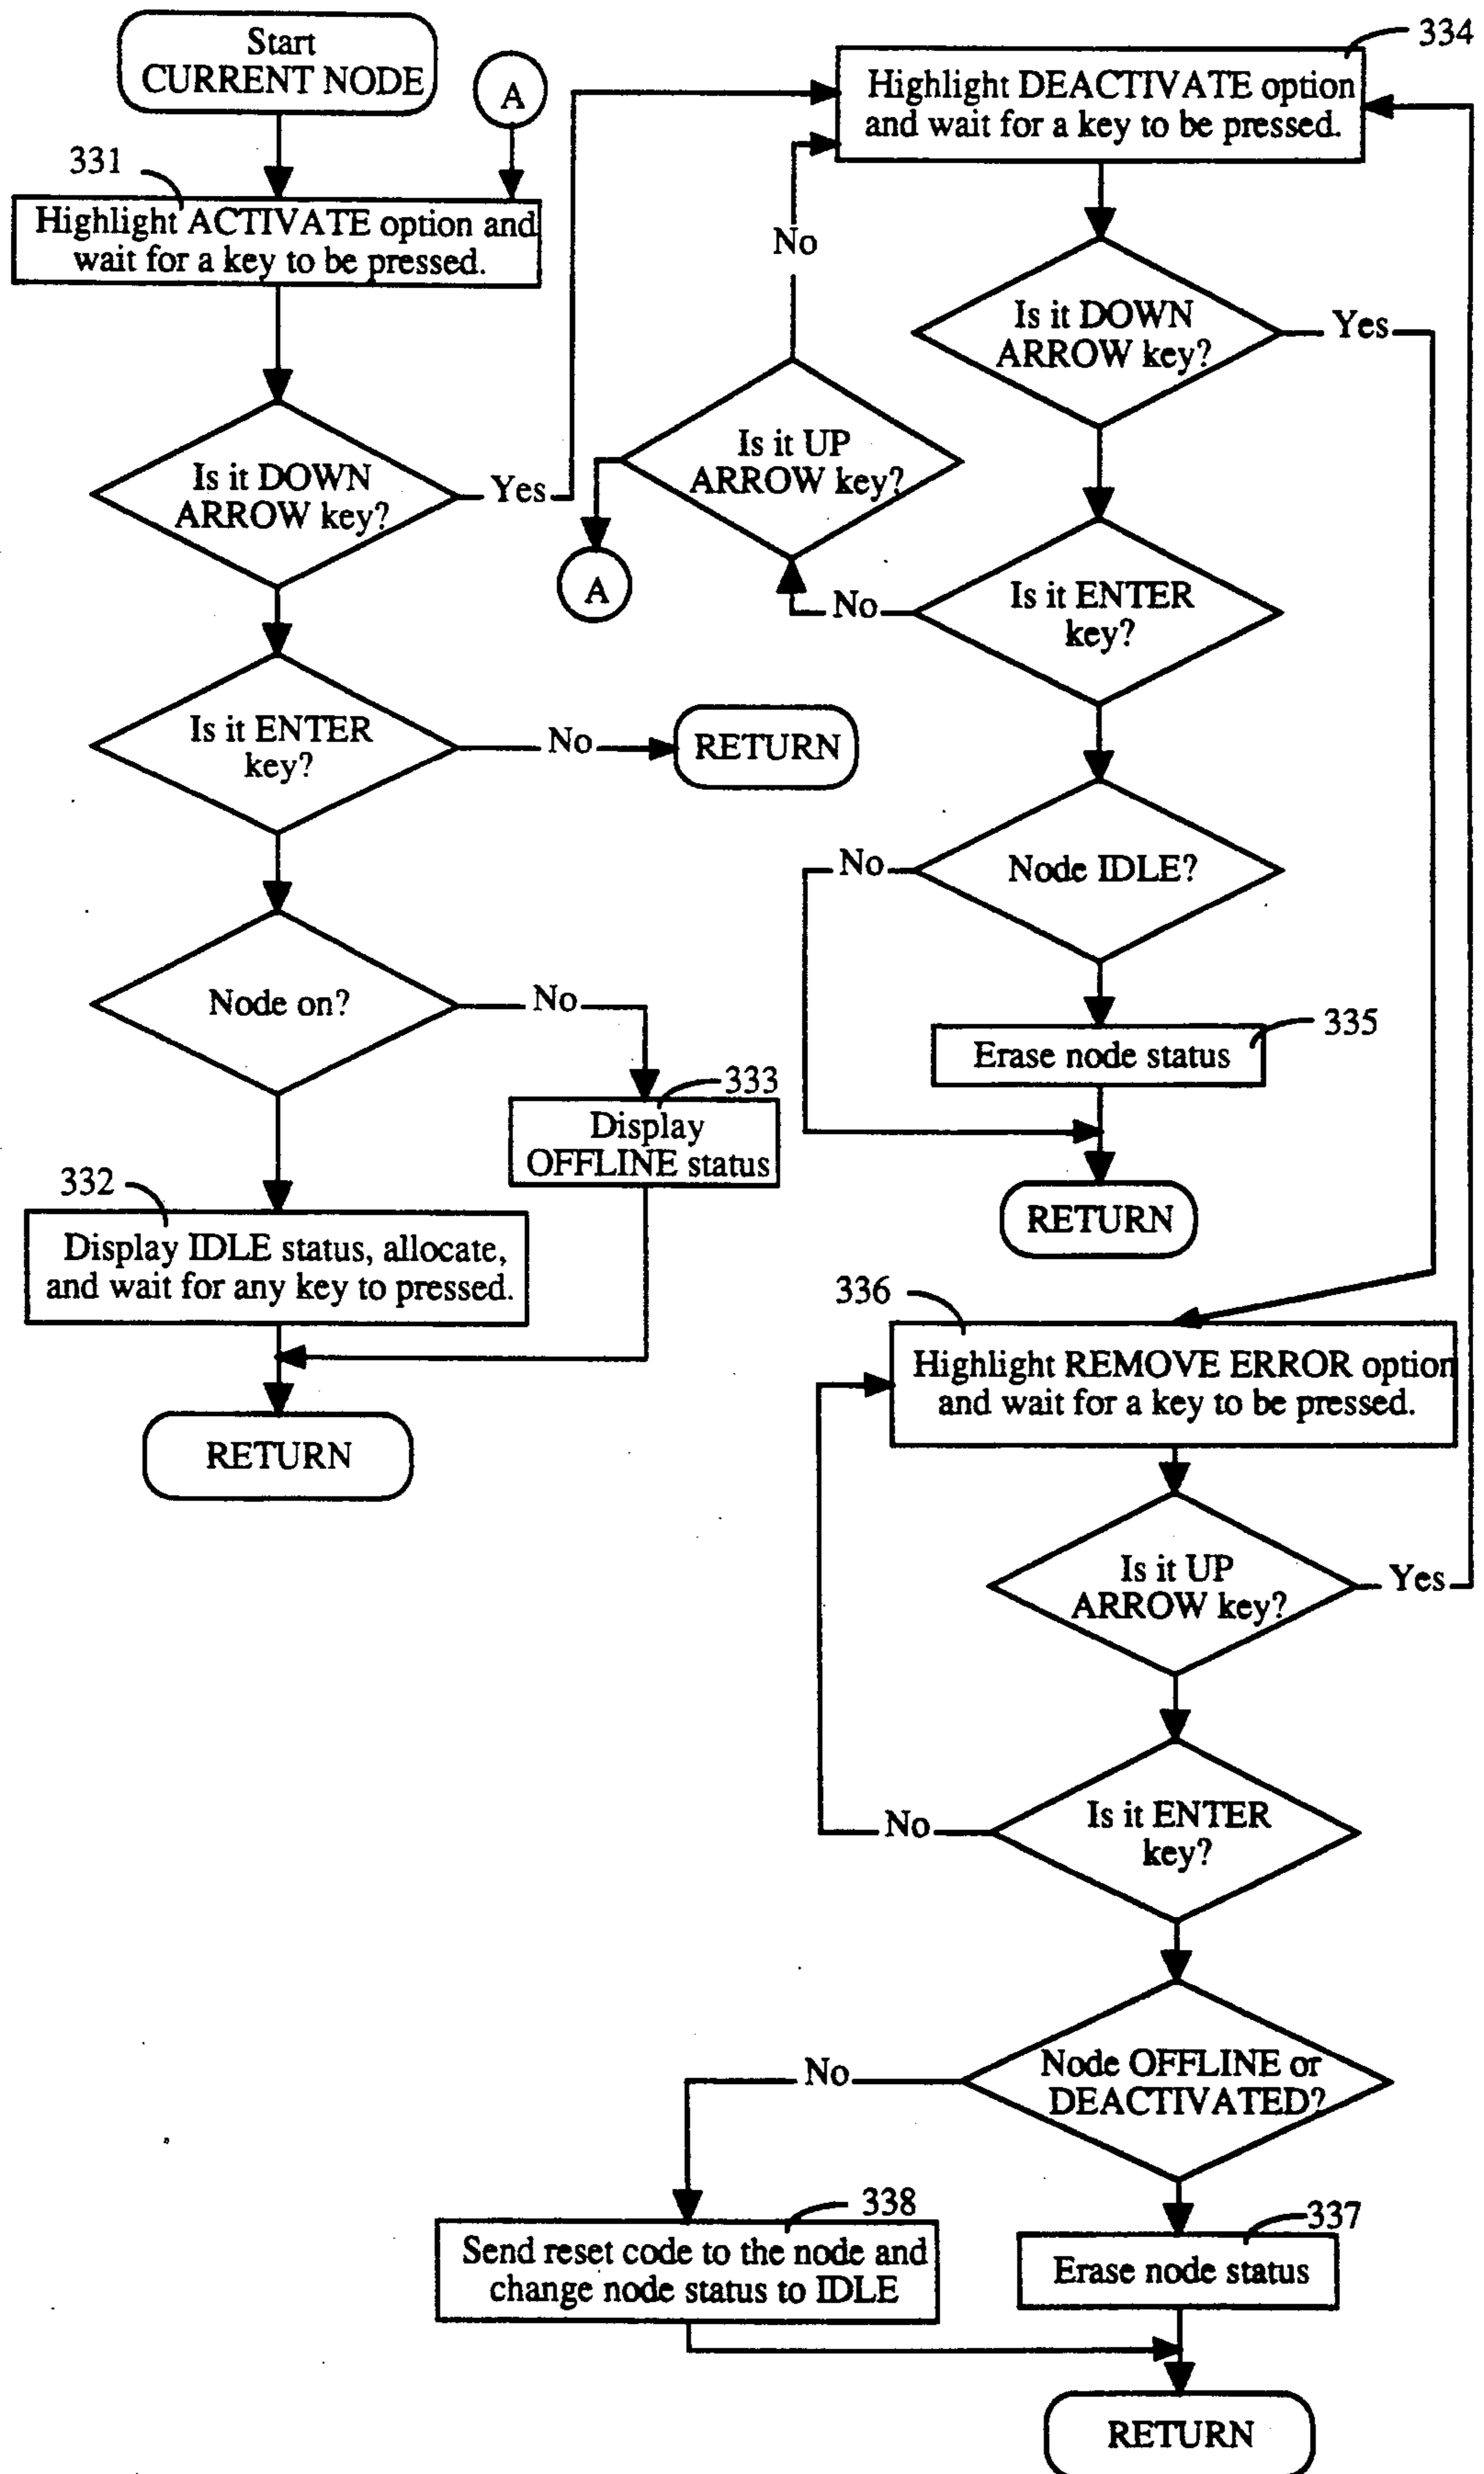 Start
CURRENT NODE
A
331
Highlight ACTIVATE option and
wait for a key to be pressed.
Is it DOWN
ARROW key?
Yes
Is it ENTER
key?
No
RETURN
Node on?
No
333
Display
OFFLINE status
332
Display IDLE status, allocate,
and wait for any key to pressed.
RETURN
334
Highlight DEACTIVATE option
and wait for a key to be pressed.
No
Is it DOWN
ARROW key?
Yes
Is it UP
ARROW key?
A
No
Is it ENTER
key?
No
Node IDLE?
335
Erase node status
RETURN
336
Highlight REMOVE ERROR option
and wait for a key to be pressed.
Is it UP
ARROW key?
Yes
No
Is it ENTER
key?
No
Node OFFLINE or
DEACTIVATED?
338
Send reset code to the node and
change node status to IDLE
337
Erase node status
RETURN